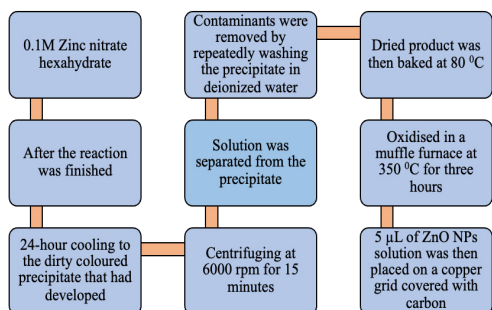 0.1M Zinc nitrate
hexahydrate
After the reaction
was finished
24-hour cooling to
the dirty coloured
precipitate that had
developed
Centrifuging at
6000 rpm for 15
minutes
Solution was
separated from the
precipitate
Contaminants were
removed by
repeatedly washing
the precipitate in
deionized water
Dried product was
then baked at 80 ⁰C
Oxidised in a
muffle furnace at
350 ⁰C for three
hours
5 µL of ZnO NPs
solution was then
placed on a copper
grid covered with
carbon